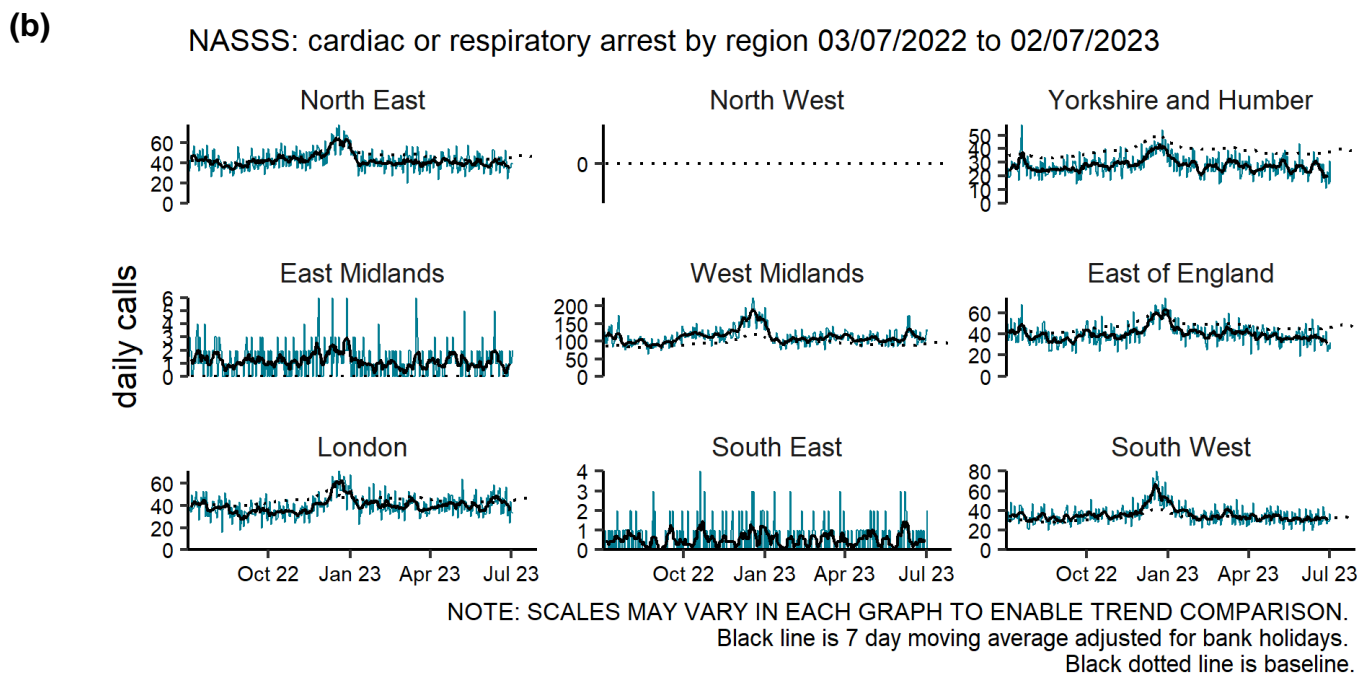 (b)
NASSS: cardiac or respiratory arrest by region 03/07/2022 to 02/07/2023
daily calls
North East
60
40
20
0
North West
0
Yorkshire and Humber
50
40
30
20
10
0
East Midlands
6
5
4
3
2
1
0
West Midlands
200
150
100
50
0
East of England
60
40
20
0
London
60
40
20
0
Oct 22 Jan 23 Apr 23 Jul 23
South East
4
3
2
1
0
Oct 22 Jan 23 Apr 23 Jul 23
South West
80
60
40
20
0
Oct 22 Jan 23 Apr 23 Jul 23
NOTE: SCALES MAY VARY IN EACH GRAPH TO ENABLE TREND COMPARISON.
Black line is 7 day moving average adjusted for bank holidays.
Black dotted line is baseline.